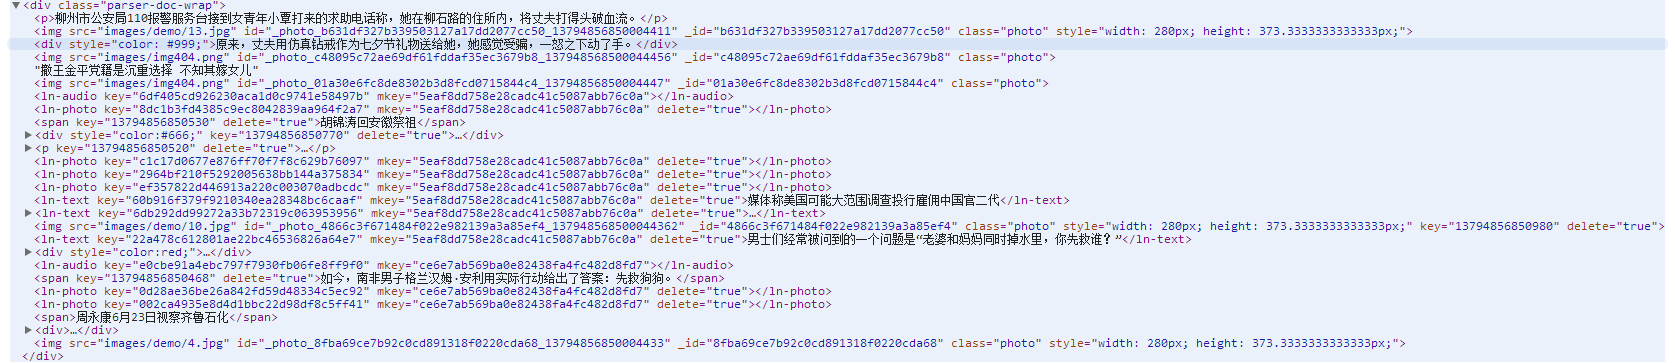 ▼<div class="parser-doc-wrap">
<p>柳州市公安局110报警服务台接到女青年小覃打来的求助电话称，她在柳石路的住所内，将丈夫打得头破血流。</p>
<img src="images/demo/13.jpg" id="_photo_b631df327b339503127a17dd2077cc50_13794856850004411" _id="b631df327b339503127a17dd2077cc50" class="photo" style="width: 280px; height: 373.3333333333333px;">
<div style="color: #999;">原来，丈夫用仿真钻戒作为七夕节礼物送给她，她感觉受骗，一怒之下动了手。</div>
<img src="images/img404.png" id="_photo_c48095c72ae69df61fddaf35ec3679b8_13794856850004456" _id="c48095c72ae69df61fddaf35ec3679b8" class="photo">
"撤王金平党籍是沉重选择 不知其嫁女儿"
<img src="images/img404.png" id="_photo_01a30e6fc8de8302b3d8fcd0715844c4_13794856850004447" _id="01a30e6fc8de8302b3d8fcd0715844c4" class="photo">
<ln-audio key="6df405cd926230aca1d0c9741e58497b" mkey="5eaf8dd758e28cadc41c5087abb76c0a"></ln-audio>
<ln-photo key="8dc1b3fd4385c9ec8042839aa964f2a7" mkey="5eaf8dd758e28cadc41c5087abb76c0a" delete="true"></ln-photo>
<span key="13794856850530" delete="true">胡锦涛回安徽祭祖</span>
▶<div style="color:#666;" key="13794856850770" delete="true">…</div>
▶<p key="13794856850520" delete="true">…</p>
<ln-photo key="c1c17d0677e876ff70f7f8c629b76097" mkey="5eaf8dd758e28cadc41c5087abb76c0a" delete="true"></ln-photo>
<ln-photo key="2964bf210f5292005638bb144a375834" mkey="5eaf8dd758e28cadc41c5087abb76c0a" delete="true"></ln-photo>
<ln-photo key="ef357822d446913a220c003070adbcdc" mkey="5eaf8dd758e28cadc41c5087abb76c0a" delete="true"></ln-photo>
<ln-text key="60b916f379f9210340ea28348bc6caaf" mkey="5eaf8dd758e28cadc41c5087abb76c0a" delete="true">媒体称美国可能大范围调查投行雇佣中国官二代</ln-text>
▶<ln-text key="6db292dd99272a33b72319c063953956" mkey="5eaf8dd758e28cadc41c5087abb76c0a" delete="true">…</ln-text>
<img src="images/demo/10.jpg" id="_photo_4866c3f671484f022e982139a3a85ef4_13794856850004362" _id="4866c3f671484f022e982139a3a85ef4" class="photo" style="width: 280px; height: 373.3333333333333px;" key="13794856850980" delete="true">
<ln-text key="22a478c612801ae22bc46536826a64e7" mkey="5eaf8dd758e28cadc41c5087abb76c0a" delete="true">男士们经常被问到的一个问题是“老婆和妈妈同时掉水里，你先救谁？”</ln-text>
▶<div style="color:red;">…</div>
<ln-audio key="e0cbe91a4ebc797f7930fb06fe8ff9f0" mkey="ce6e7ab569ba0e82438fa4fc482d8fd7"></ln-audio>
<span key="13794856850468" delete="true">如今，南非男子格兰汉姆·安利用实际行动给出了答案：先救狗狗。</span>
<ln-photo key="0d28ae36be26a842fd59d48334c5ec92" mkey="ce6e7ab569ba0e82438fa4fc482d8fd7" delete="true"></ln-photo>
<ln-photo key="002ca4935e8d4d1bbc22d98df8c5ff41" mkey="ce6e7ab569ba0e82438fa4fc482d8fd7" delete="true"></ln-photo>
<span>周永康6月23日视察齐鲁石化</span>
▶<div>…</div>
<img src="images/demo/4.jpg" id="_photo_8fba69ce7b92c0cd891318f0220cda68_13794856850004433" _id="8fba69ce7b92c0cd891318f0220cda68" class="photo" style="width: 280px; height: 373.3333333333333px;">
</div>